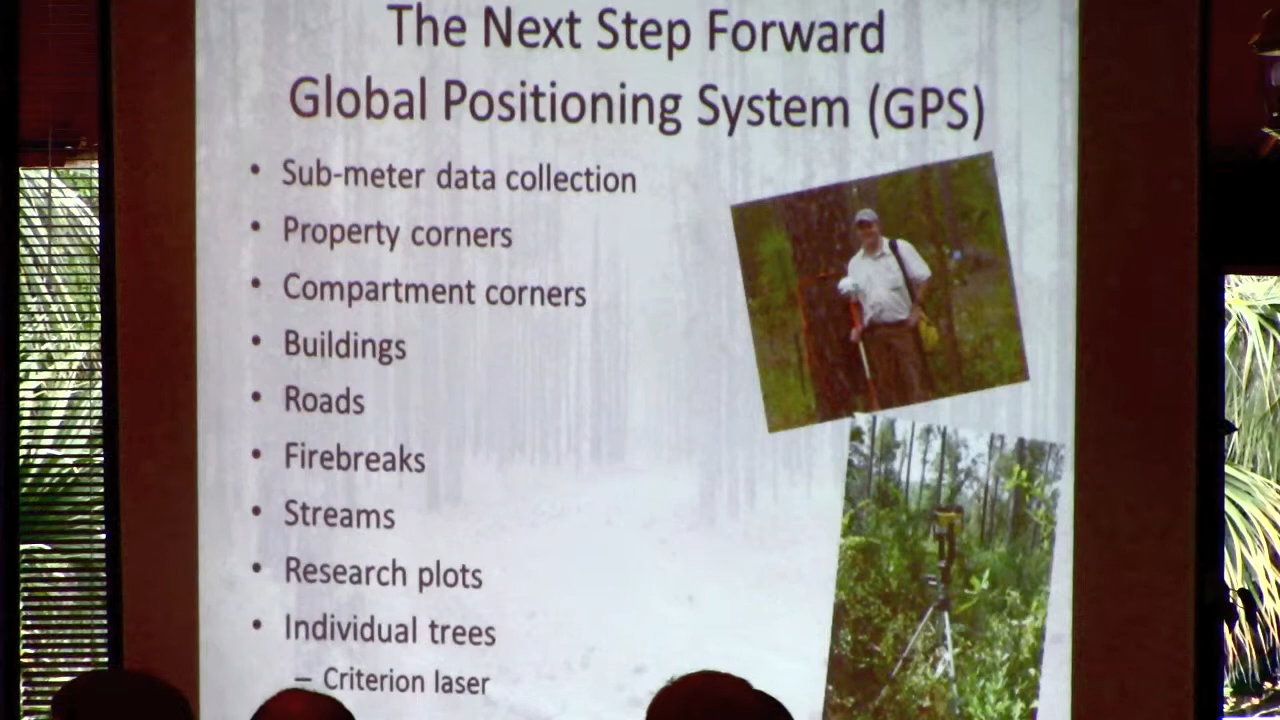 The Next Step Forward
Global Positioning System (GPS)
• Sub-meter data collection
• Property corners
• Compartment corners
• Buildings
• Roads
• Firebreaks
• Streams
• Research plots
• Individual trees
– Criterion laser